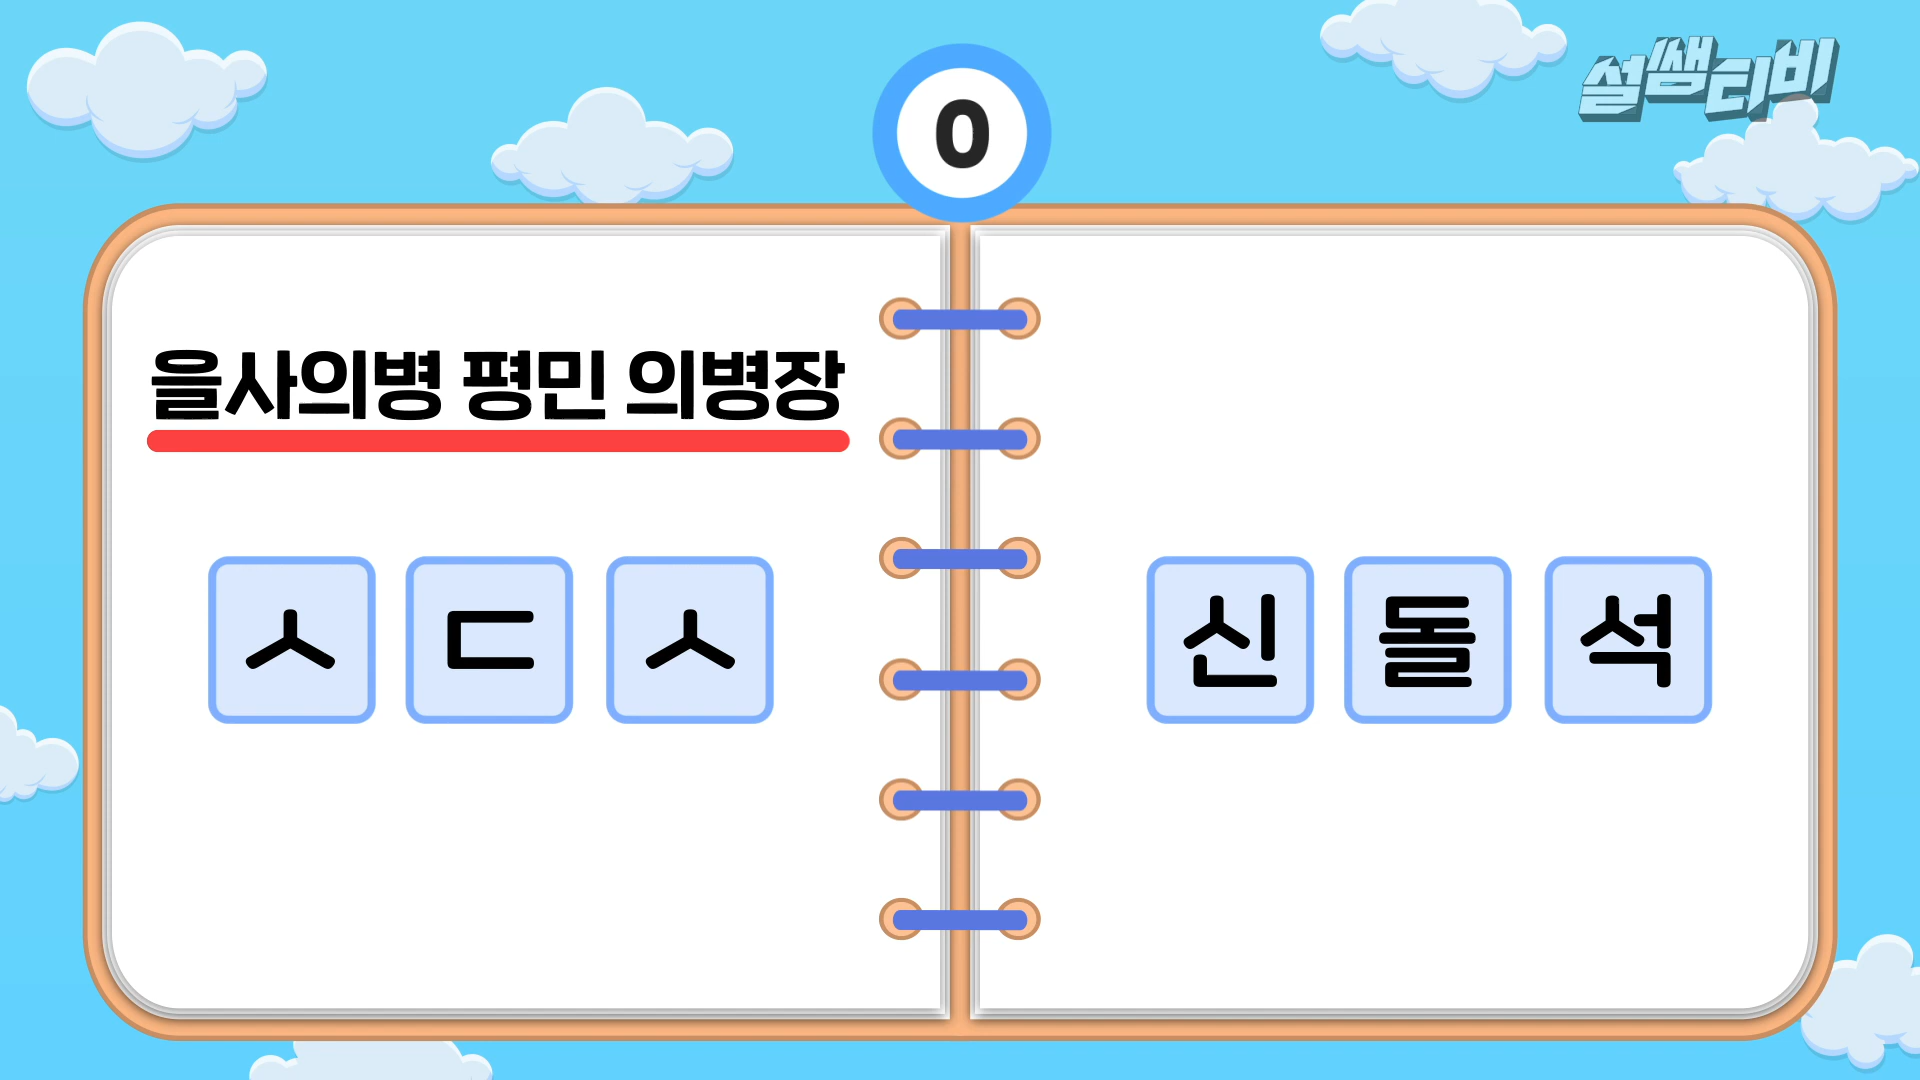 0
설쌤티비
을사의병 평민 의병장
ㅅ ㄷ ㅅ
신 돌 석